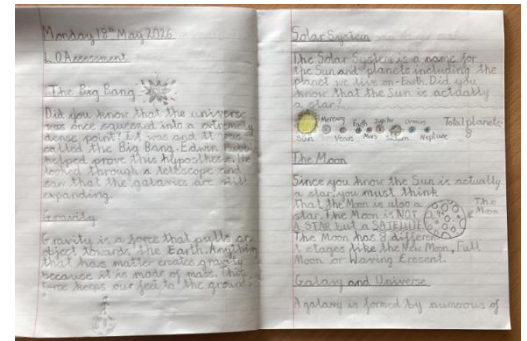 Monday 18th May 2026
L.O Assessment
The Big Bang
Did you know that the universe
was once squeezed into a extremely
dense point? It was and it was
called the Big Bang. Edwin Hubble
helped prove this hypothesis. He
looked through a telescope and
saw that the galaxies are still
expanding.
Gravity
Gravity is a force that pulls an
object towards the Earth. Anything
that has matter creates gravity
because it is made of mass. This
force keeps our feet to the ground.
Solar System
The Solar System is a name for
the Sun and planets including the
planet we live on-Earth. Did you
know that the Sun is actually
a star?
Sun Mercury Venus Earth Mars Jupiter Saturn Uranus Neptune
Total planets:
8
The Moon
Since you know the Sun is actually
a star, you must think
that the Moon is also a
star. The Moon is NOT
A STAR but a SATELLITE.
The Moon has 8 different
stages like the New Moon, Full
Moon or Waxing Cresent.
The
Moon
Galaxy and Universe
A galaxy is formed by numerous of